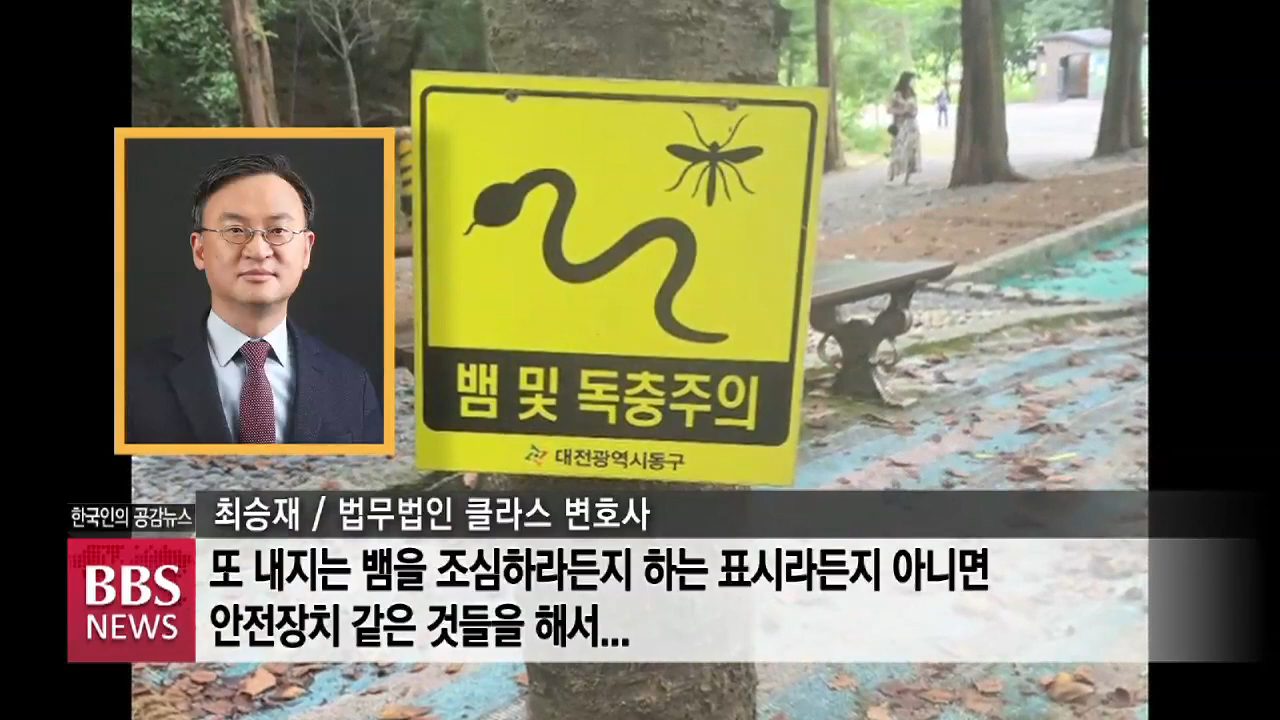 뱀 및 독충주의
대전광역시동구
한국인의 공감뉴스
최승재 / 법무법인 클라스 변호사
BBS
NEWS
또 내지는 뱀을 조심하라든지 하는 표시라든지 아니면
안전장치 같은 것들을 해서...